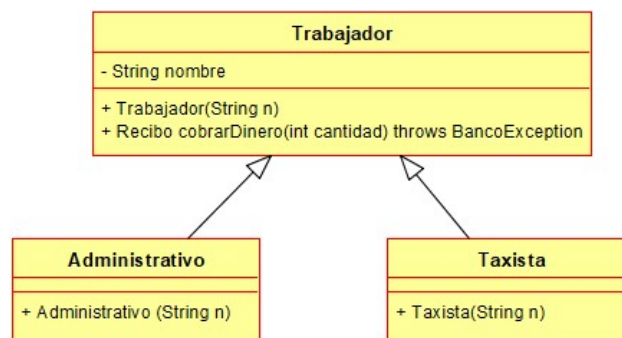 Trabajador
- String nombre
+ Trabajador(String n)
+ Recibo cobrarDinero(int cantidad) throws BancoException
Administrativo
+ Administrativo (String n)
Taxista
+ Taxista(String n)